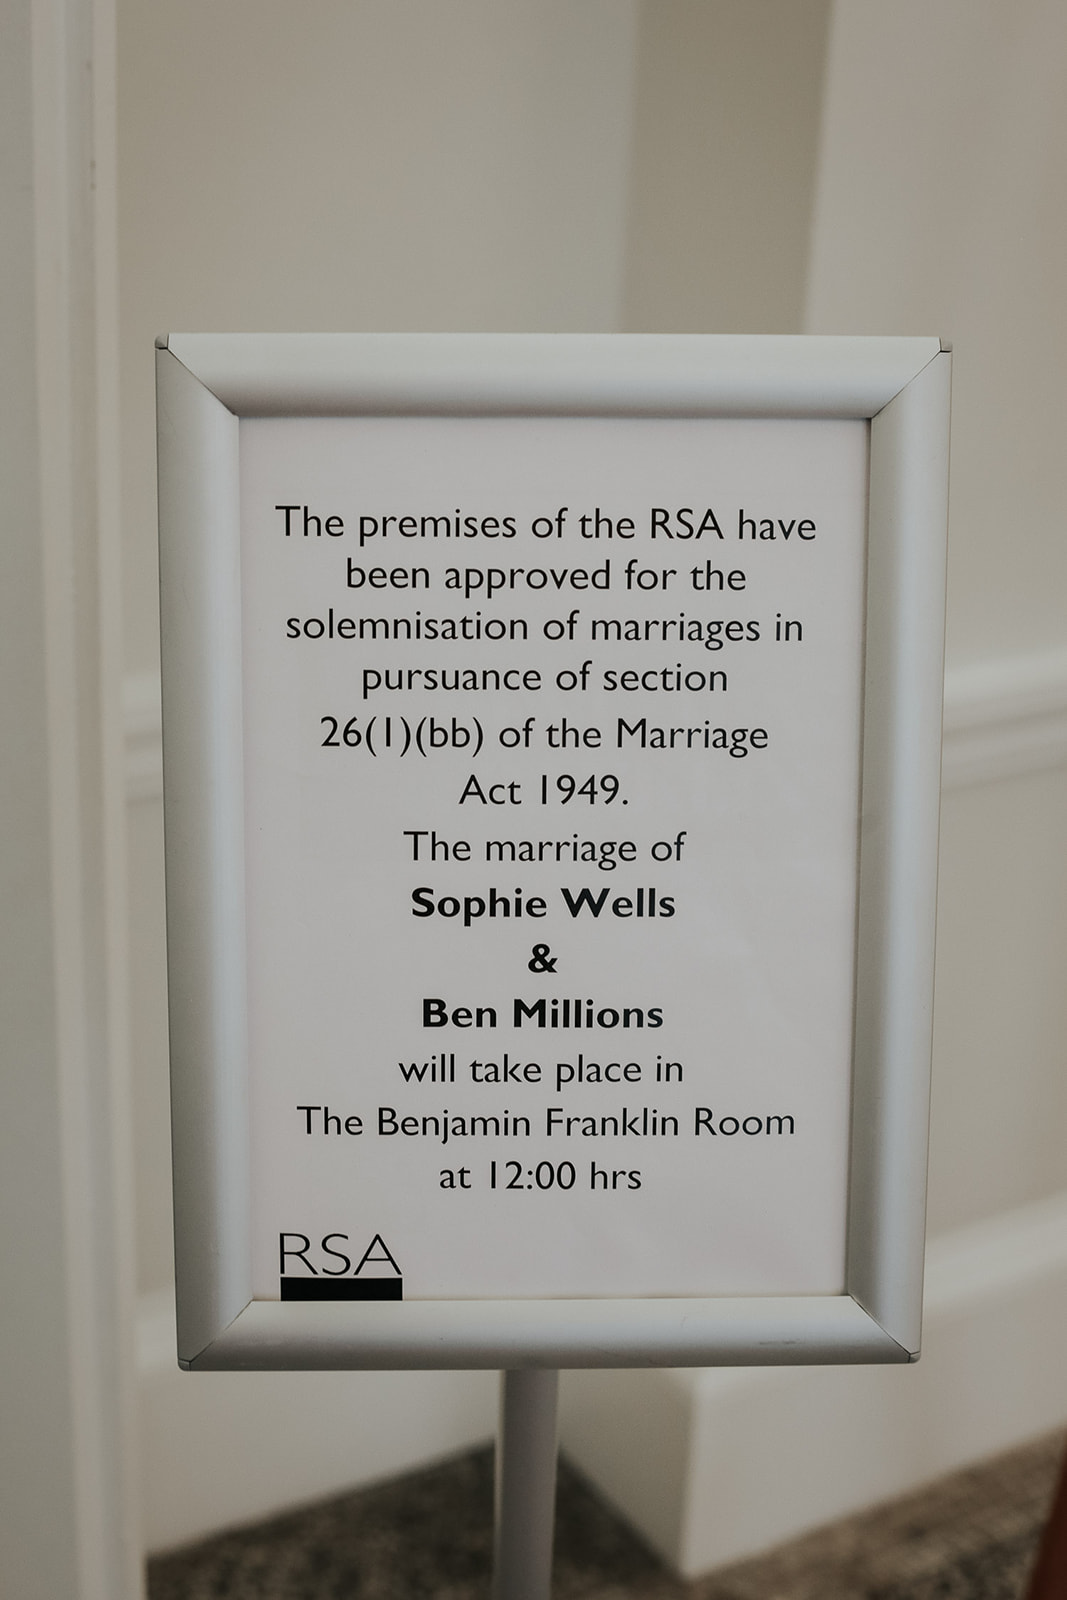 The premises of the RSA have
been approved for the
solemnisation of marriages in
pursuance of section
26(1)(bb) of the Marriage
Act 1949.
The marriage of
Sophie Wells
&
Ben Millions
will take place in
The Benjamin Franklin Room
at 12:00 hrs
RSA